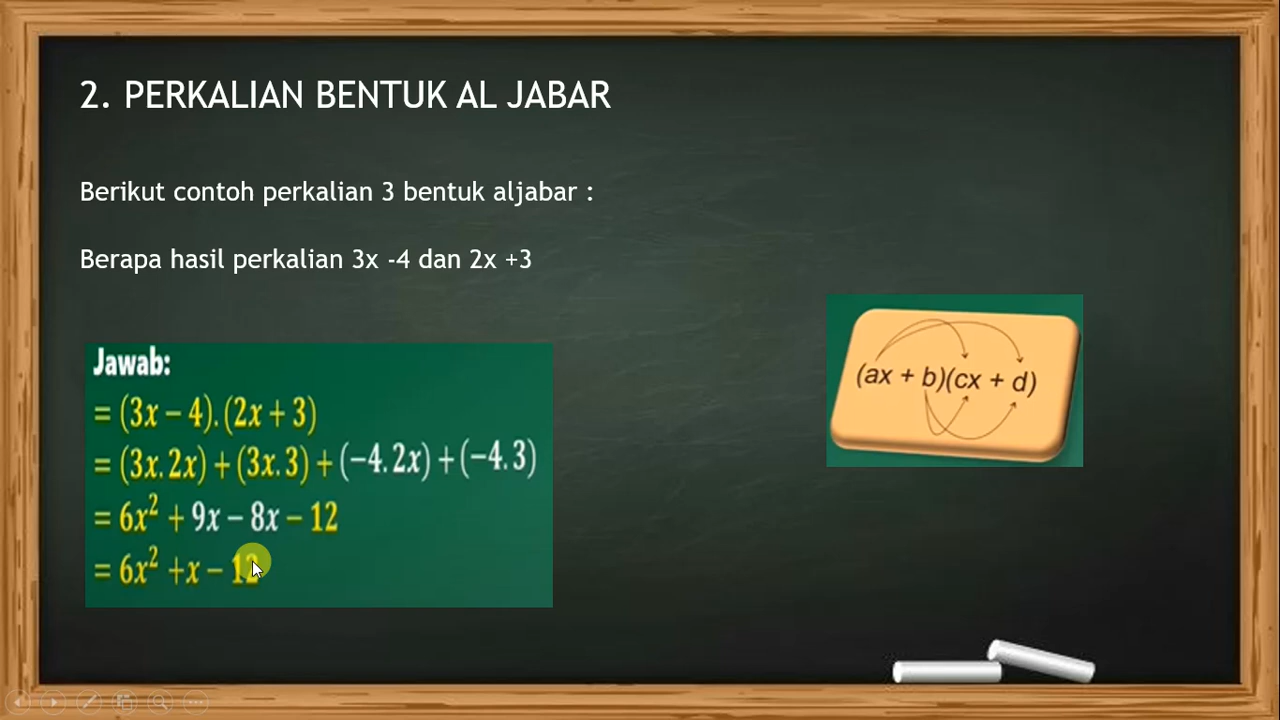 2. PERKALIAN BENTUK AL JABAR
Berikut contoh perkalian 3 bentuk aljabar :
Berapa hasil perkalian 3x -4 dan 2x +3
Jawab:
= (3x – 4). (2x + 3)
= (3x. 2x) + (3x. 3) + (−4. 2x) + (−4. 3)
= 6x² + 9x – 8x – 12
= 6x² +x – 12
(ax + b)(cx + d)